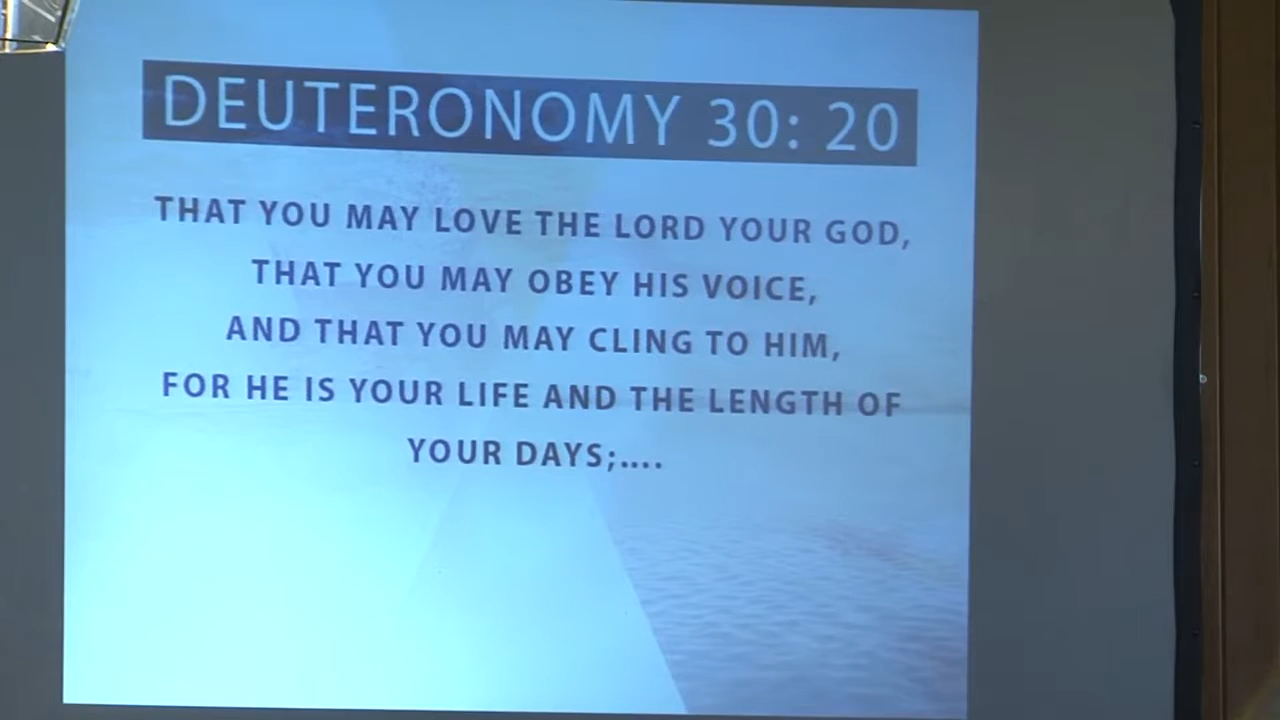 DEUTERONOMY 30: 20
THAT YOU MAY LOVE THE LORD YOUR GOD,
THAT YOU MAY OBEY HIS VOICE,
AND THAT YOU MAY CLING TO HIM,
FOR HE IS YOUR LIFE AND THE LENGTH OF
YOUR DAYS;....